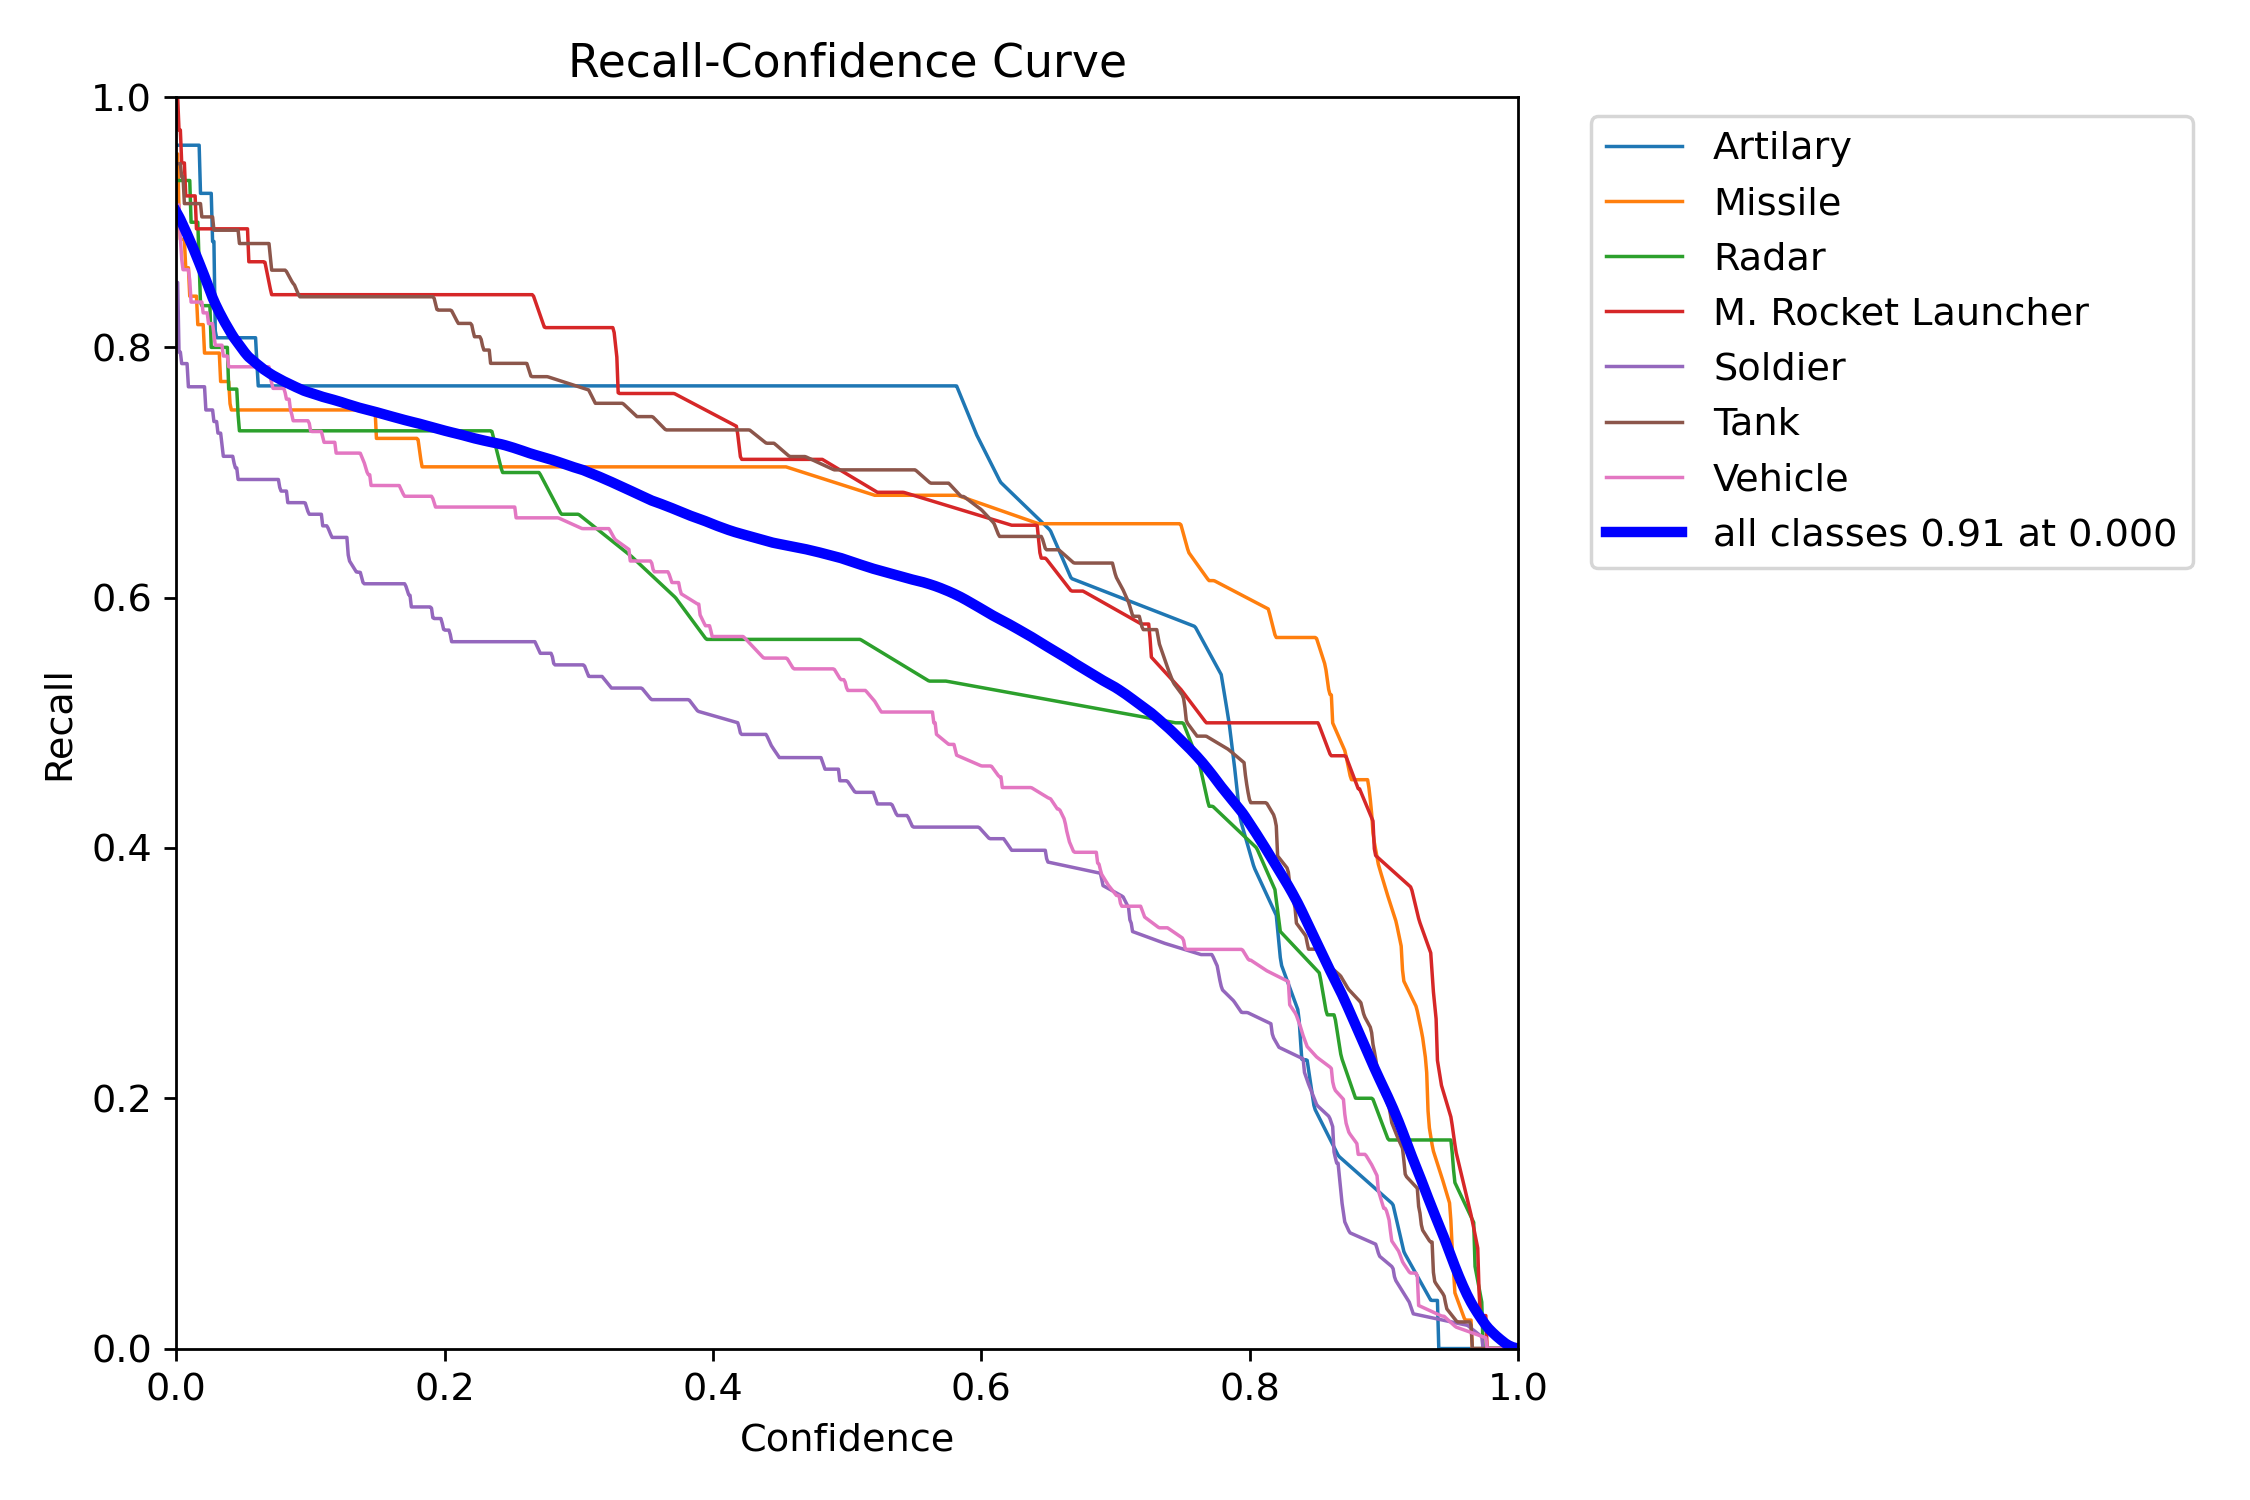 Recall-Confidence Curve
1.0
0.8
0.6
0.4
0.2
0.0
Recall
0.0 0.2 0.4 0.6 0.8 1.0
Confidence
Artilary
Missile
Radar
M. Rocket Launcher
Soldier
Tank
Vehicle
all classes 0.91 at 0.000